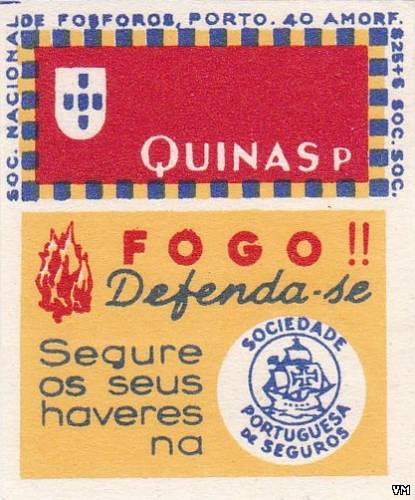 SOC. NACIONAL DE FOSFOROS, PORTO. 40 AMORF. $25+6 SOC. SOC.
QUINAS P
FOGO!!
Defenda-se
Segure
os seus
haveres
na
SOCIEDADE
PORTUGUESA
DE SEGUROS
VM